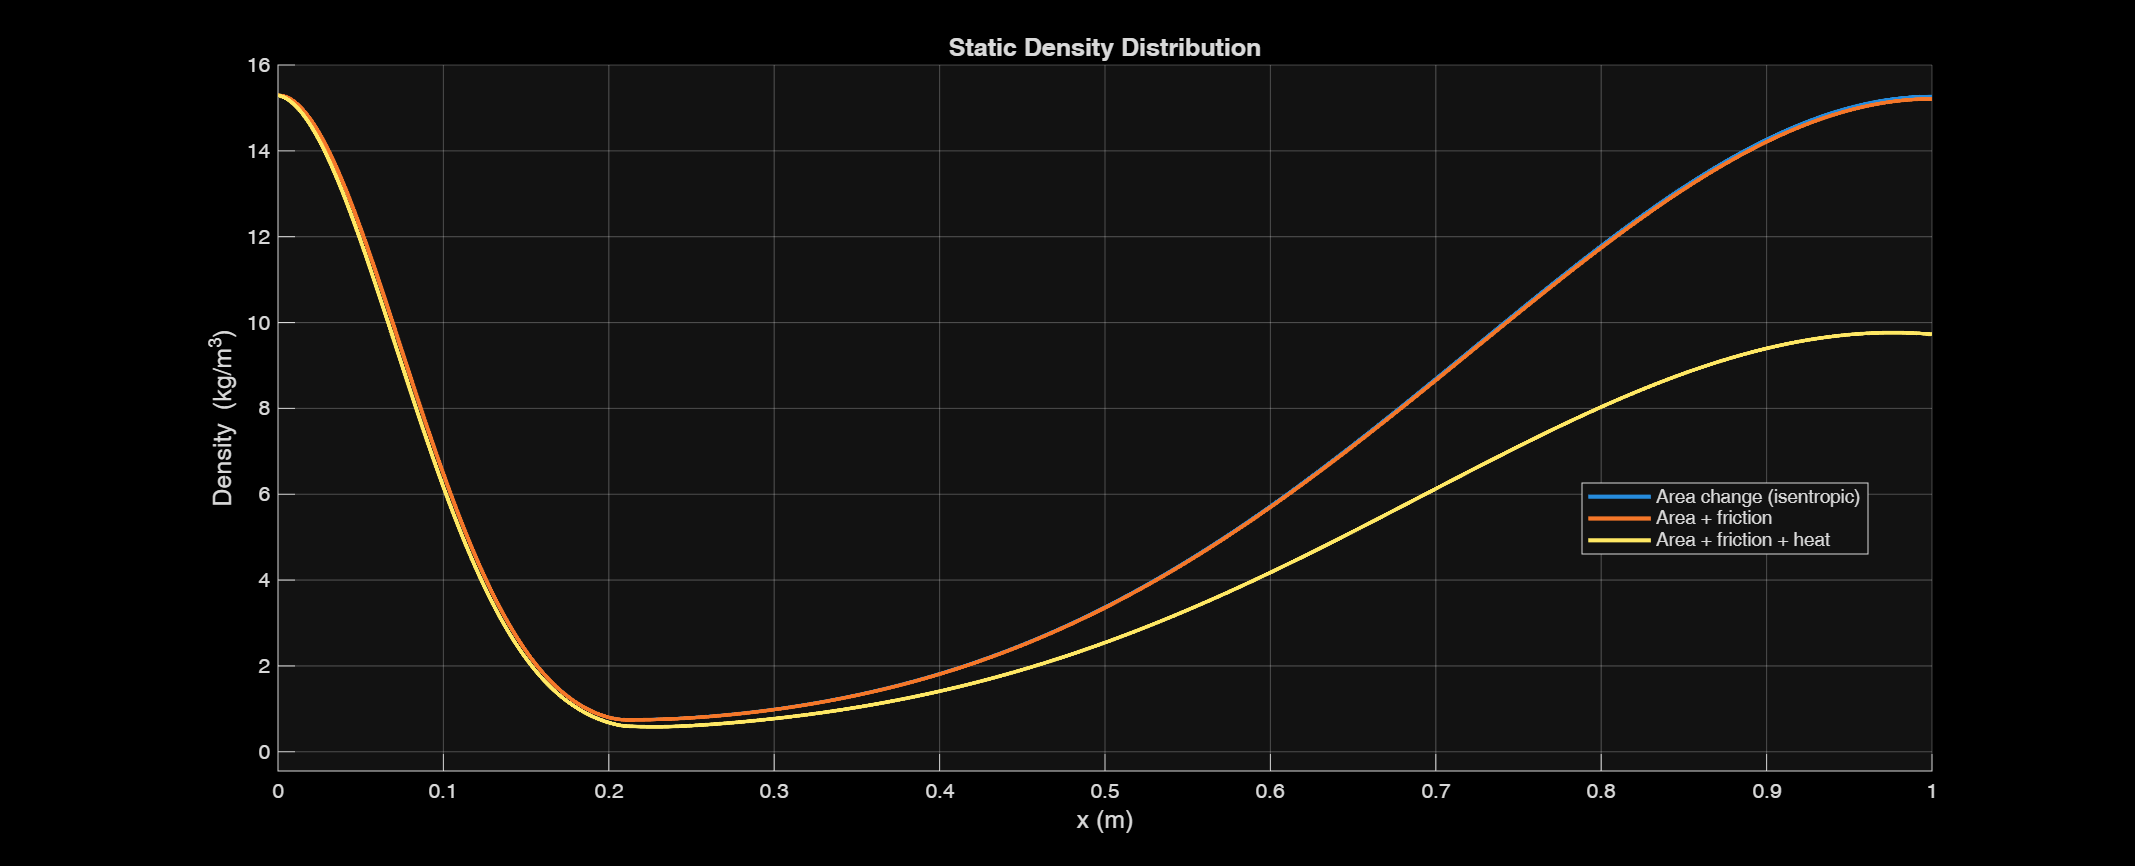 Static Density Distribution
16
14
12
10
8
6
4
2
0
Density (kg/m³)
Area change (isentropic)
Area + friction
Area + friction + heat
0 0.1 0.2 0.3 0.4 0.5 0.6 0.7 0.8 0.9 1
x (m)